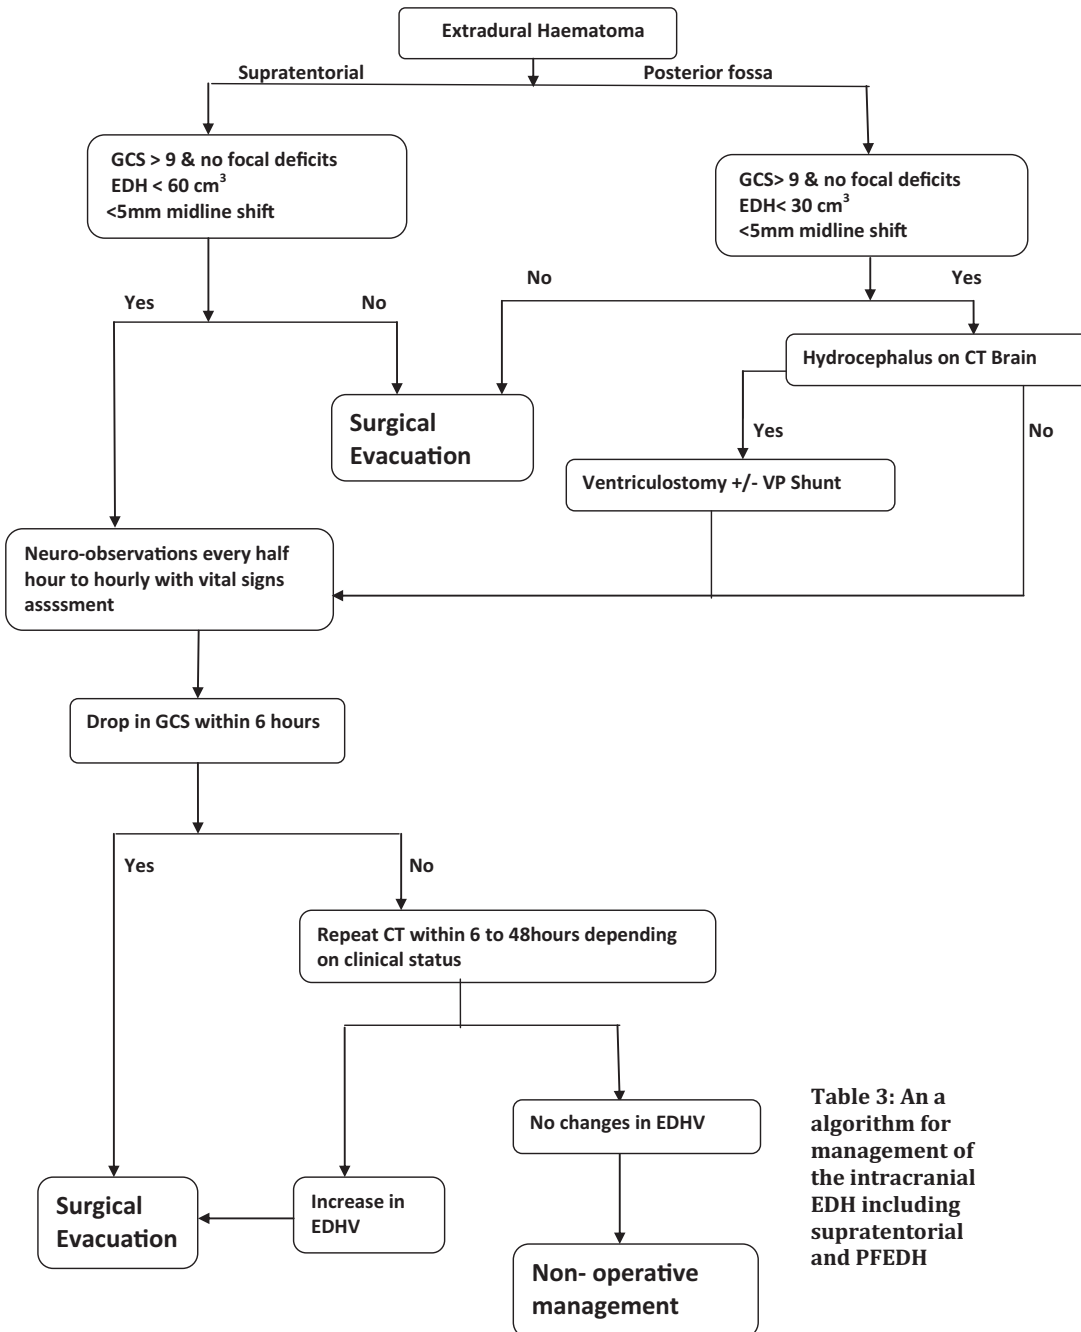 Extradural Haematoma
Supratentorial
Posterior fossa
GCS > 9 & no focal deficits
EDH < 60 cm³
<5mm midline shift
GCS> 9 & no focal deficits
EDH< 30 cm³
<5mm midline shift
Yes
No
No
Yes
Hydrocephalus on CT Brain
Surgical
Evacuation
Yes
No
Ventriculostomy +/- VP Shunt
Neuro-observations every half
hour to hourly with vital signs
asssment
Drop in GCS within 6 hours
Yes
No
Repeat CT within 6 to 48hours depending
on clinical status
No changes in EDHV
Increase in
EDHV
Surgical
Evacuation
Non- operative
management
Table 3: An a
algorithm for
management of
the intracranial
EDH including
supratentorial
and PFEDH